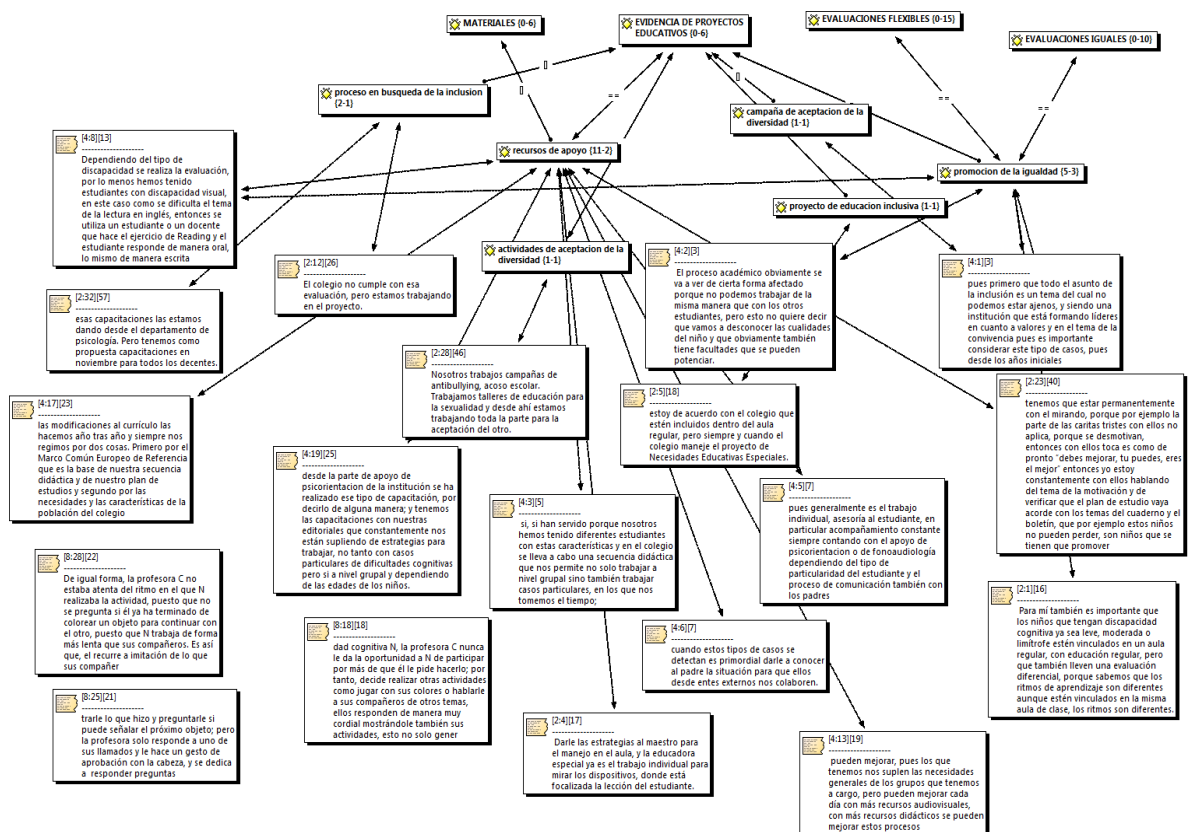 MATERIALES {0-6}
EVIDENCIA DE PROYECTOS
EDUCATIVOS {0-6}
EVALUACIONES FLEXIBLES {0-15}
EVALUACIONES IGUALES {0-10}
[]
[]
==
[]
==
==
proceso en busqueda de la inclusion
{2-1}
campaña de aceptacion de la
diversidad {1-1}
recursos de apoyo {11-2}
promocion de la igualdad {5-3}
proyecto de educacion inclusiva {1-1}
actividades de aceptacion de la
diversidad {1-1}
[4:8][13]
--------------------
Dependiendo del tipo de
discapacidad se realiza la evaluación,
por lo menos hemos tenido
estudiantes con discapacidad visual,
en este caso como se dificulta el tema
de la lectura en inglés, entonces se
utiliza un estudiante o un docente
que hace el ejercicio de Reading y el
estudiante responde de manera oral,
lo mismo de manera escrita
[2:12][26]
--------------------
El colegio no cumple con esa
evaluación, pero estamos trabajando
en el proyecto.
[4:2][3]
--------------------
El proceso académico obviamente se
va a ver de cierta forma afectado
porque no podemos trabajar de la
misma manera que con los otros
estudiantes, pero esto no quiere decir
que vamos a desconocer las cualidades
del niño y que obviamente también
tiene facultades que se pueden
potenciar.
[4:1][3]
--------------------
pues primero que todo el asunto de
la inclusión es un tema del cual no
podemos estar ajenos, y siendo una
institución que está formando líderes
en cuanto a valores y en el tema de la
convivencia pues es importante
considerar este tipo de casos, pues
desde los años iniciales
[2:32][57]
--------------------
esas capacitaciones las estamos
dando desde el departamento de
psicología. Pero tenemos como
propuesta capacitaciones en
noviembre para todos los decentes.
[2:28][46]
--------------------
Nosotros trabajos campañas de
antibullying, acoso escolar.
Trabajamos talleres de educación para
la sexualidad y desde ahí estamos
trabajando toda la parte para la
aceptación del otro.
[2:5][18]
--------------------
estoy de acuerdo con el colegio que
estén incluidos dentro del aula
regular, pero siempre y cuando el
colegio maneje el proyecto de
Necesidades Educativas Especiales.
[2:23][40]
--------------------
tenemos que estar permanentemente
con el mirando, porque por ejemplo la
parte de las caritas tristes con ellos no
aplica, porque se desmotivan,
entonces con ellos toca es como de
pronto ¨debes mejorar, tu puedes, eres
el mejor¨ entonces yo estoy
constantemente con ellos hablando
del tema de la motivación y de
verificar que el plan de estudio vaya
acorde con los temas del cuaderno y el
boletín, que por ejemplo estos niños
no pueden perder, son niños que se
tienen que promover
[4:17][23]
--------------------
las modificaciones al currículo las
hacemos año tras año y siempre nos
regimos por dos cosas. Primero por el
Marco Común Europeo de Referencia
que es la base de nuestra secuencia
didáctica y de nuestro plan de
estudios y segundo por las
necesidades y las características de la
población del colegio
[4:19][25]
--------------------
desde la parte de apoyo de
psicorientacion de la institución se ha
realizado ese tipo de capacitación, por
decirlo de alguna manera; y tenemos
las capacitaciones con nuestras
editoriales que constantemente nos
están supliendo de estrategias para
trabajar, no tanto con casos
particulares de dificultades cognitivas
pero si a nivel grupal y dependiendo
de las edades de los niños.
[4:3][5]
--------------------
si, si han servido porque nosotros
hemos tenido diferentes estudiantes
con estas características y en el colegio
se lleva a cabo una secuencia didáctica
que nos permite no solo trabajar a
nivel grupal sino también trabajar
casos particulares, en los que nos
tomemos el tiempo;
[4:5][7]
--------------------
pues generalmente es el trabajo
individual, asesoría al estudiante, en
particular acompañamiento constante
siempre contando con el apoyo de
psicorientacion o de fonoaudiología
dependiendo del tipo de
particularidad del estudiante y el
proceso de comunicación también con
los padres
[8:28][22]
--------------------
De igual forma, la profesora C no
estaba atenta del ritmo en el que N
realizaba la actividad, puesto que no
se pregunta si él ya ha terminado de
colorear un objeto para continuar con
el otro, puesto que N trabaja de forma
más lenta que sus compañeros. Es así
que, el recurre a imitación de lo que
sus compañer
[2:1][16]
--------------------
Para mí también es importante que
los niños que tengan discapacidad
cognitiva ya sea leve, moderada o
limítrofe estén vinculados en un aula
regular, con educación regular, pero
que también lleven una evaluación
diferencial, porque sabemos que los
ritmos de aprendizaje son diferentes
aunque estén vinculados en la misma
aula de clase, los ritmos son diferentes.
[8:18][18]
--------------------
dad cognitiva N, la profesora C nunca
le da la oportunidad a N de participar
por más de que él le pide hacerlo; por
tanto, decide realizar otras actividades
como jugar con sus colores o hablarle
a sus compañeros de otros temas,
ellos responden de manera muy
cordial mostrándole también sus
actividades, esto no solo gener
[4:6][7]
--------------------
cuando estos tipos de casos se
detectan es primordial darle a conocer
al padre la situación para que ellos
desde entes externos nos colaboren.
[8:25][21]
--------------------
trarle lo que hizo y preguntarle si
puede señalar el próximo objeto; pero
la profesora solo responde a uno de
sus llamados y le hace un gesto de
aprobación con la cabeza, y se dedica
a responder preguntas
[2:4][17]
--------------------
Darle las estrategias al maestro para
el manejo en el aula, y la educadora
especial ya es el trabajo individual para
mirar los dispositivos, donde está
focalizada la lección del estudiante.
[4:13][19]
--------------------
pueden mejorar, pues los que
tenemos nos suplen las necesidades
generales de los grupos que tenemos
a cargo, pero pueden mejorar cada
día con más recursos audiovisuales,
con más recursos didácticos se pueden
mejorar estos procesos